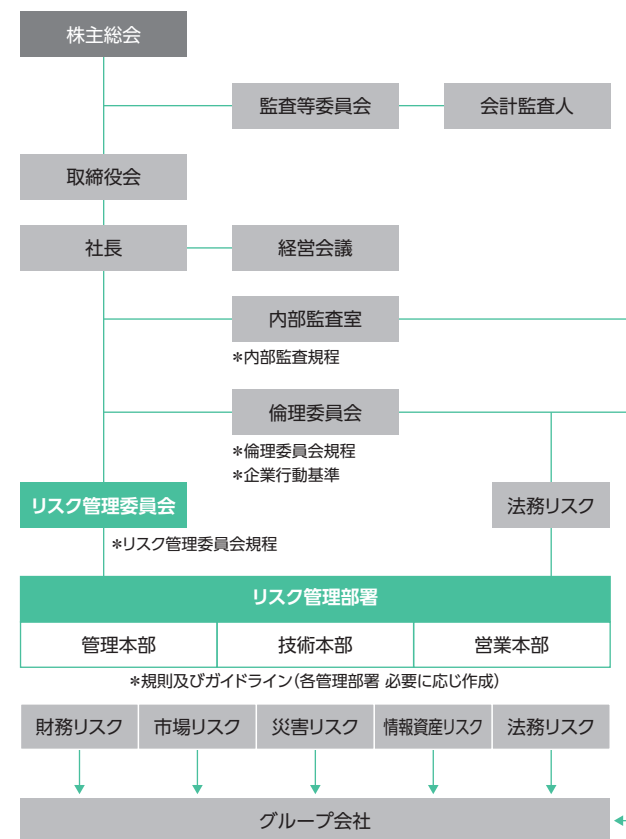 株主総会
監査等委員会
会計監査人
取締役会
社長
経営会議
内部監査室
*内部監査規程
倫理委員会
*倫理委員会規程
*企業行動基準
リスク管理委員会
法務リスク
*リスク管理委員会規程
リスク管理部署
管理本部
技術本部
営業本部
*規則及びガイドライン(各管理部署 必要に応じ作成)
財務リスク
市場リスク
災害リスク
情報資産リスク
法務リスク
グループ会社